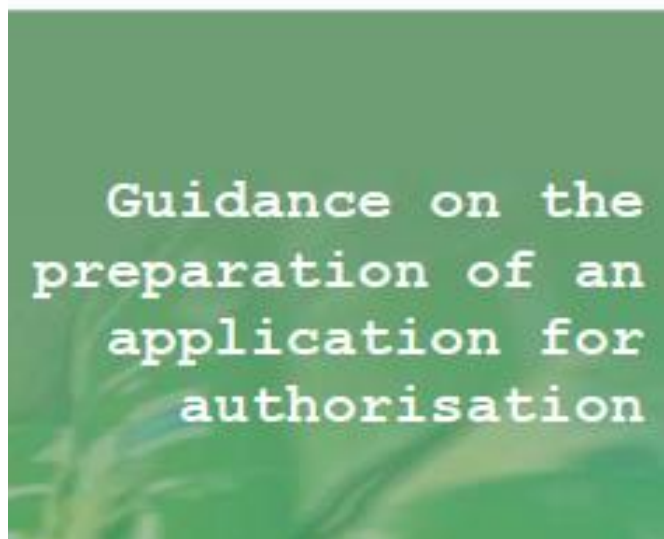 Guidance on the
preparation of an
application for
authorisation